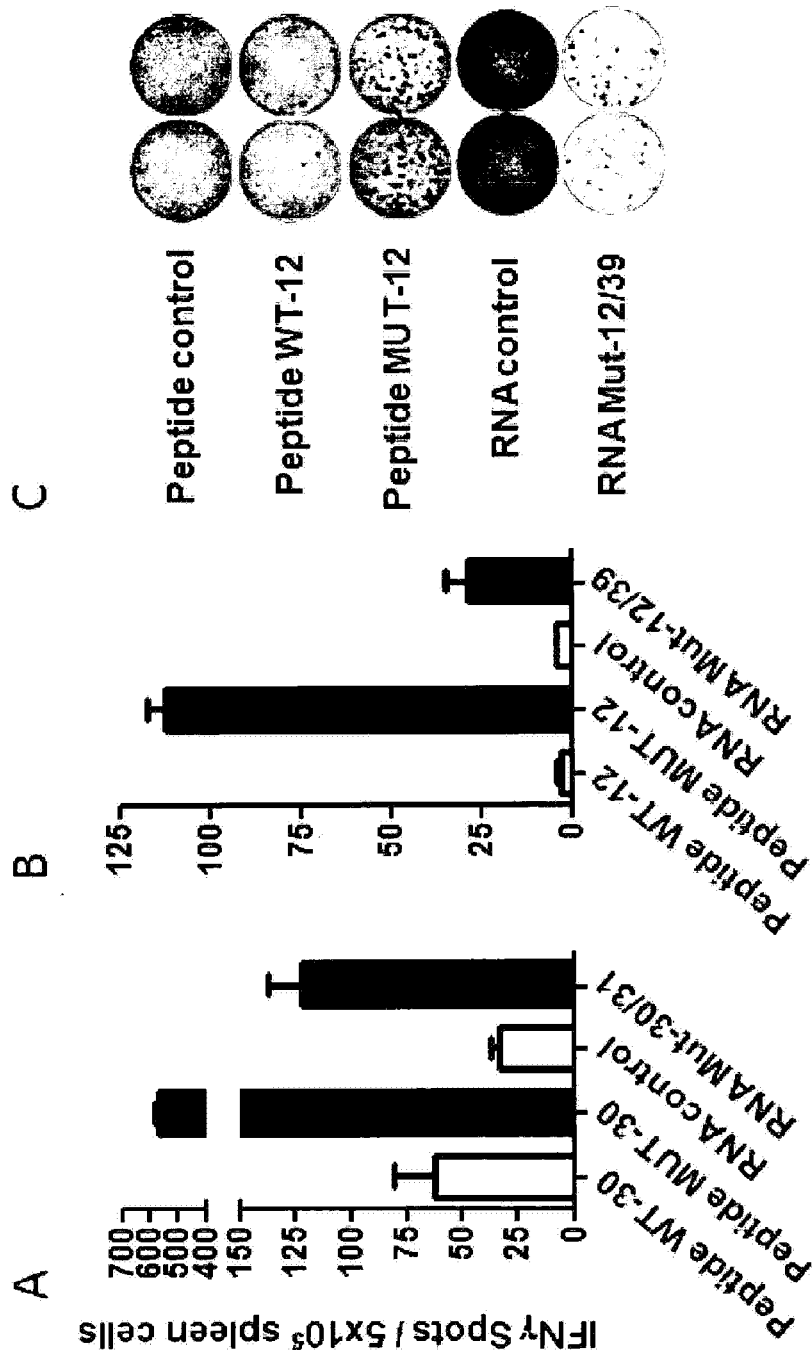 A
IFNγ Spots / 5x10⁵ spleen cells
700
600
500
400
150
125
100
75
50
25
0
Peptide WT-30
Peptide MUT-30
RNA control
RNA Mut-30/31
B
125
100
75
50
25
0
Peptide WT-12
Peptide MUT-12
RNA control
RNA Mut-12/39
C
Peptide control
Peptide WT-12
Peptide MUT-12
RNA control
RNA Mut-12/39